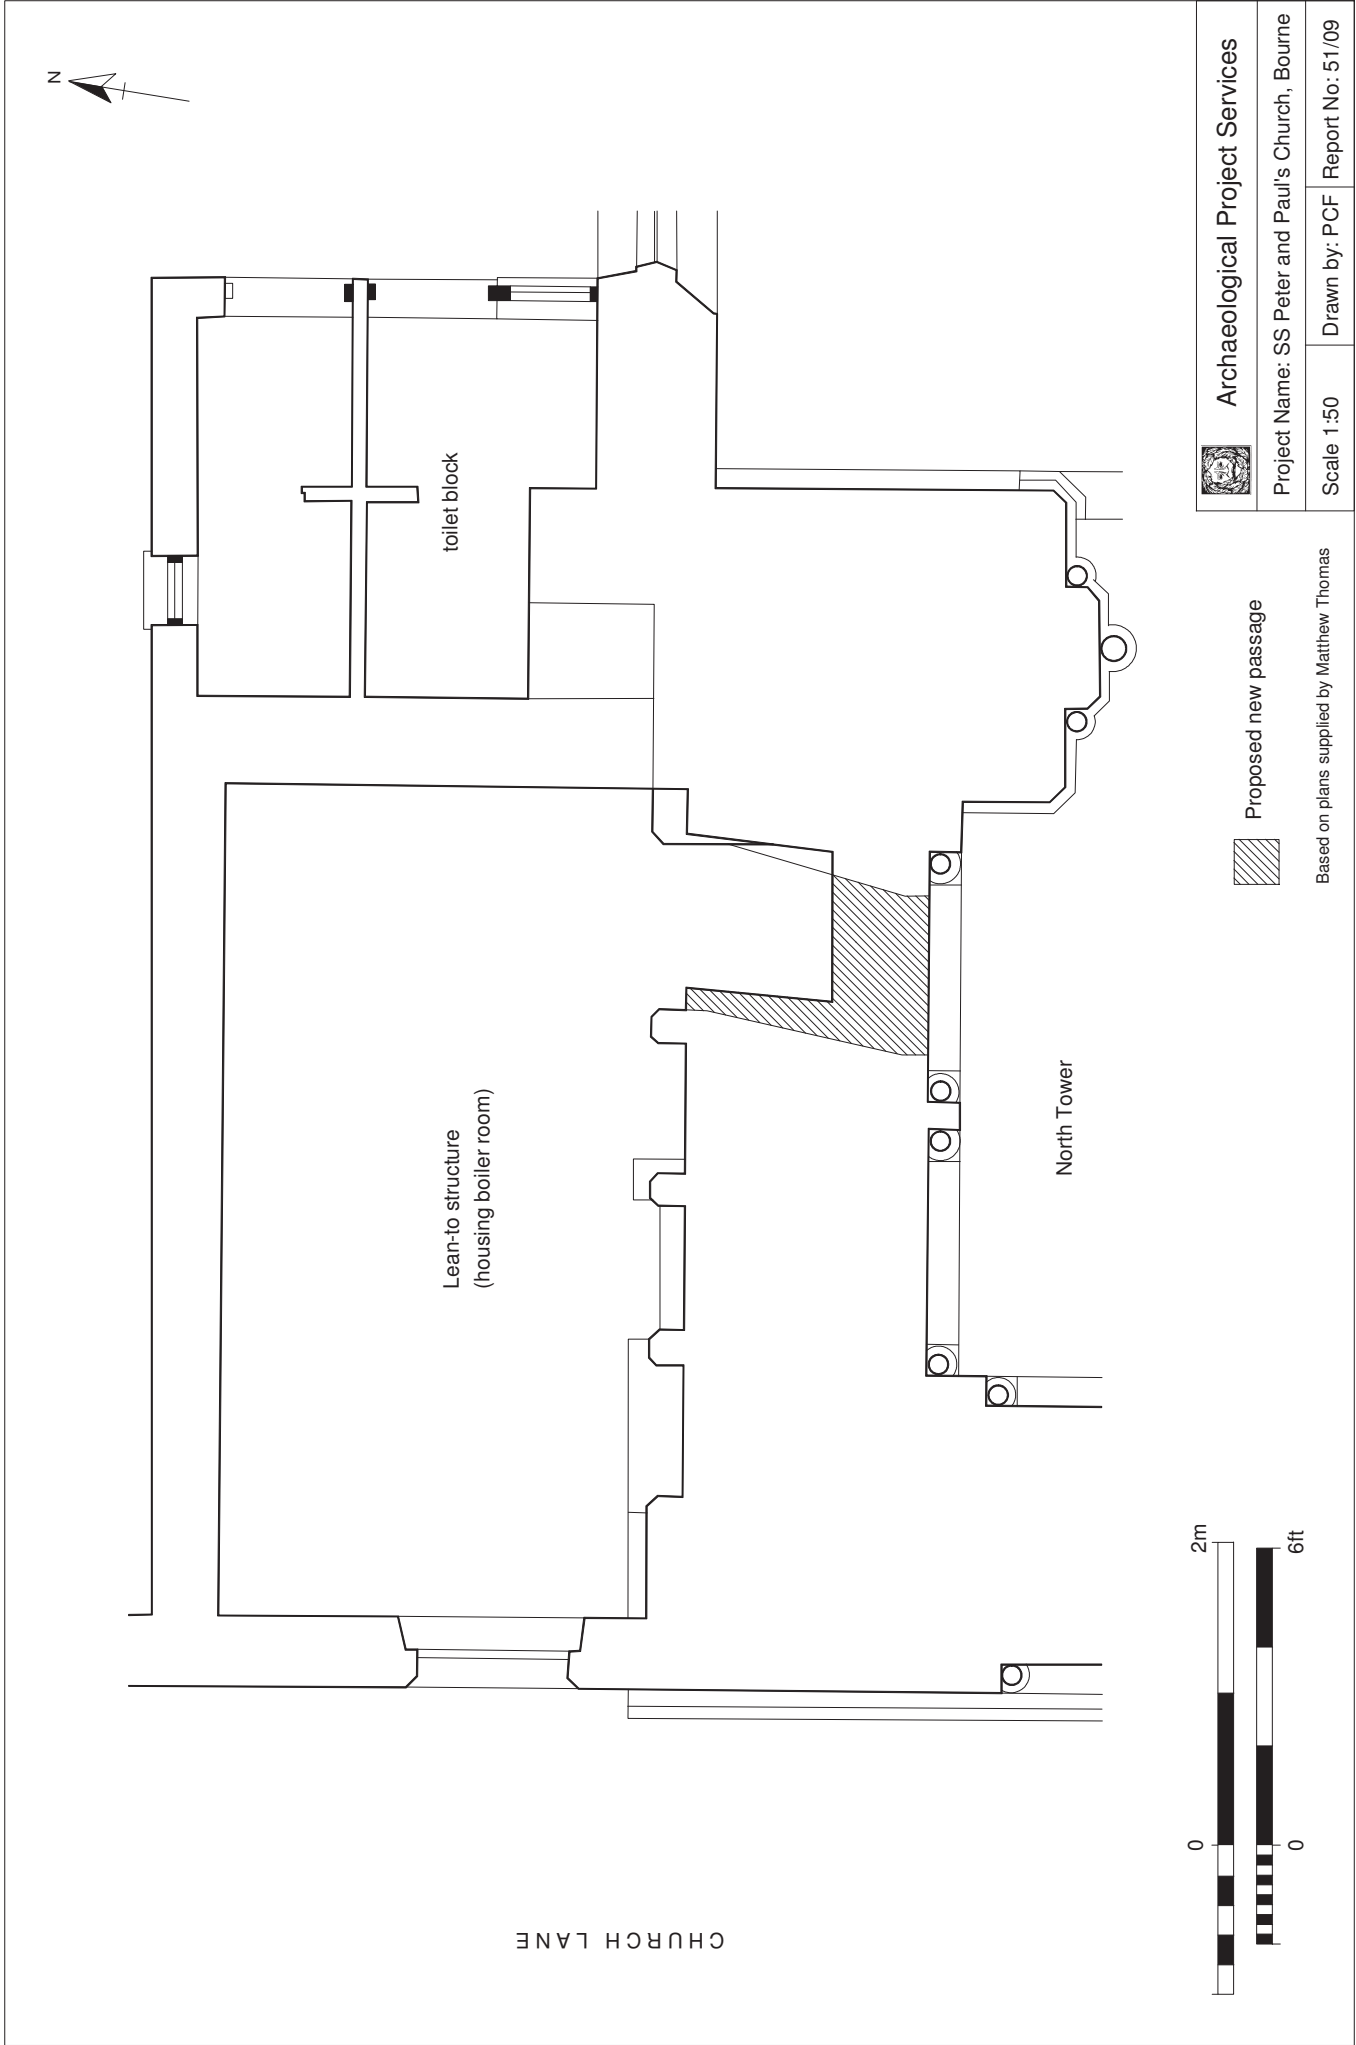 N
toilet block
Lean-to structure
(housing boiler room)
North Tower
CHURCH LANE
Proposed new passage
Based on plans supplied by Matthew Thomas
0
2m
0
6ft
Archaeological Project Services
Project Name: SS Peter and Paul's Church, Bourne
Scale 1:50
Drawn by: PCF
Report No: 51/09